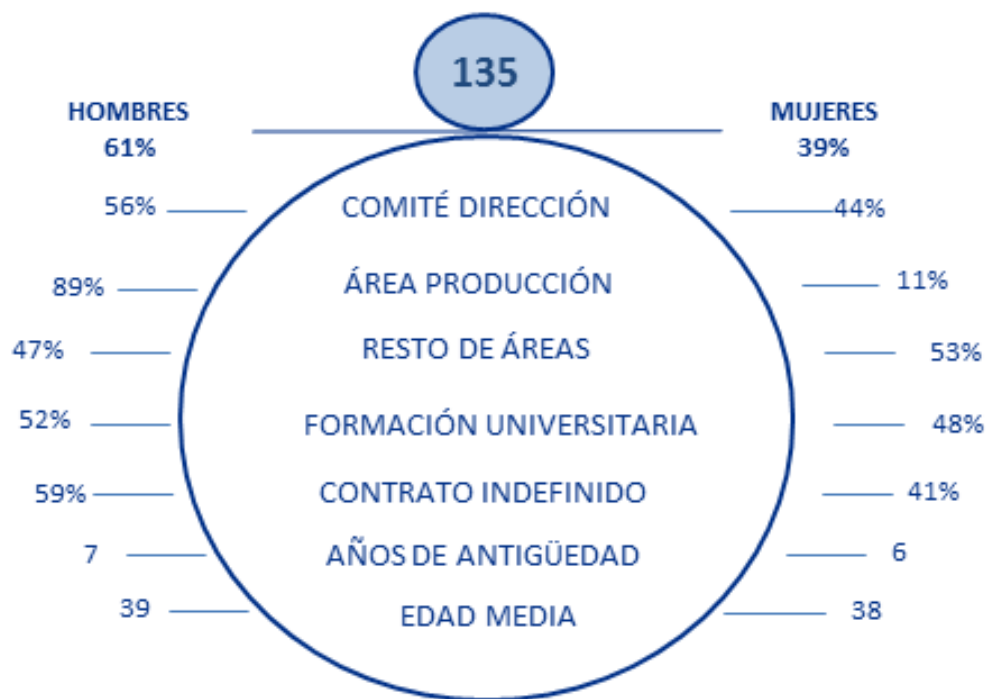 135
HOMBRES
61%
MUJERES
39%
56% COMITÉ DIRECCIÓN 44%
89% ÁREA PRODUCCIÓN 11%
47% RESTO DE ÁREAS 53%
52% FORMACIÓN UNIVERSITARIA 48%
59% CONTRATO INDEFINIDO 41%
7 AÑOS DE ANTIGÜEDAD 6
39 EDAD MEDIA 38